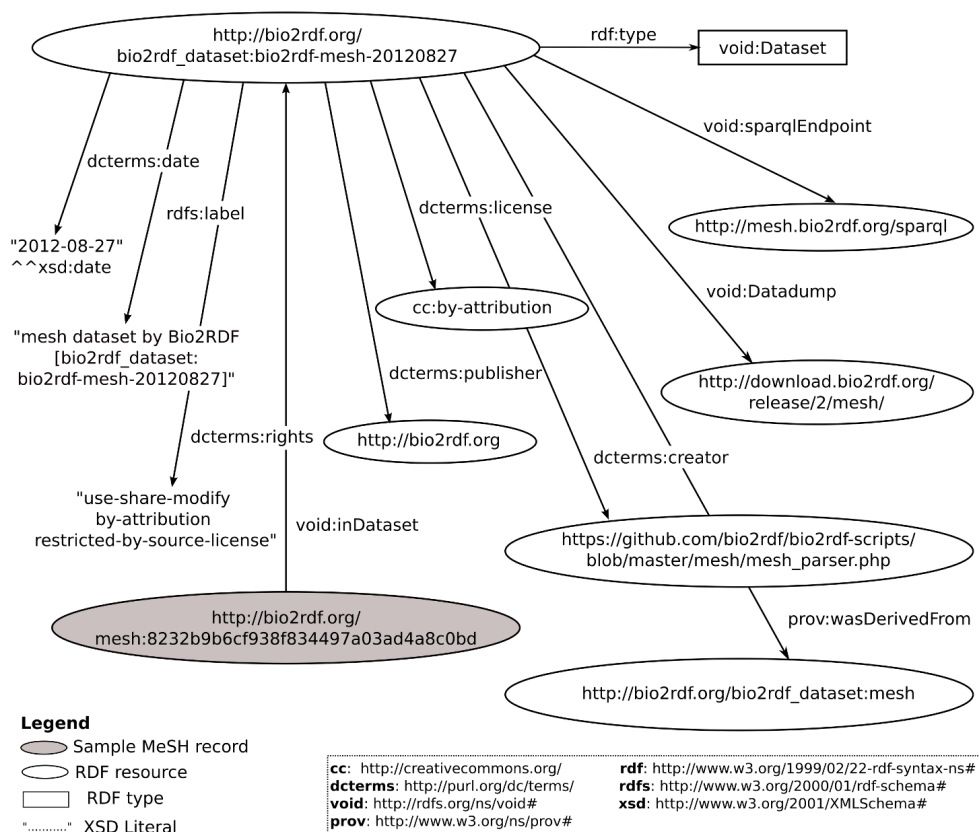 http://bio2rdf.org/
bio2rdf_dataset:bio2rdf-mesh-20120827
rdf:type
void:Dataset
void:sparqlEndpoint
dcterms:date
rdfs:label
dcterms:license
http://mesh.bio2rdf.org/sparql
"2012-08-27"
^^xsd:date
void:Datadump
cc:by-attribution
"mesh dataset by Bio2RDF
[bio2rdf_dataset:
bio2rdf-mesh-20120827]"
dcterms:publisher
http://download.bio2rdf.org/
release/2/mesh/
dcterms:rights
http://bio2rdf.org
dcterms:creator
"use-share-modify
by-attribution
restricted-by-source-license"
void:inDataset
https://github.com/bio2rdf/bio2rdf-scripts/
blob/master/mesh/mesh_parser.php
http://bio2rdf.org/
mesh:8232b9b6cf938f834497a03ad4a8c0bd
prov:wasDerivedFrom
http://bio2rdf.org/bio2rdf_dataset:mesh
Legend
Sample MeSH record
RDF resource
RDF type
"..........." XSD Literal
cc: http://creativecommons.org/
dcterms: http://purl.org/dc/terms/
void: http://rdfs.org/ns/void#
prov: http://www.w3.org/ns/prov#
rdf: http://www.w3.org/1999/02/22-rdf-syntax-ns#
rdfs: http://www.w3.org/2000/01/rdf-schema#
xsd: http://www.w3.org/2001/XMLSchema#